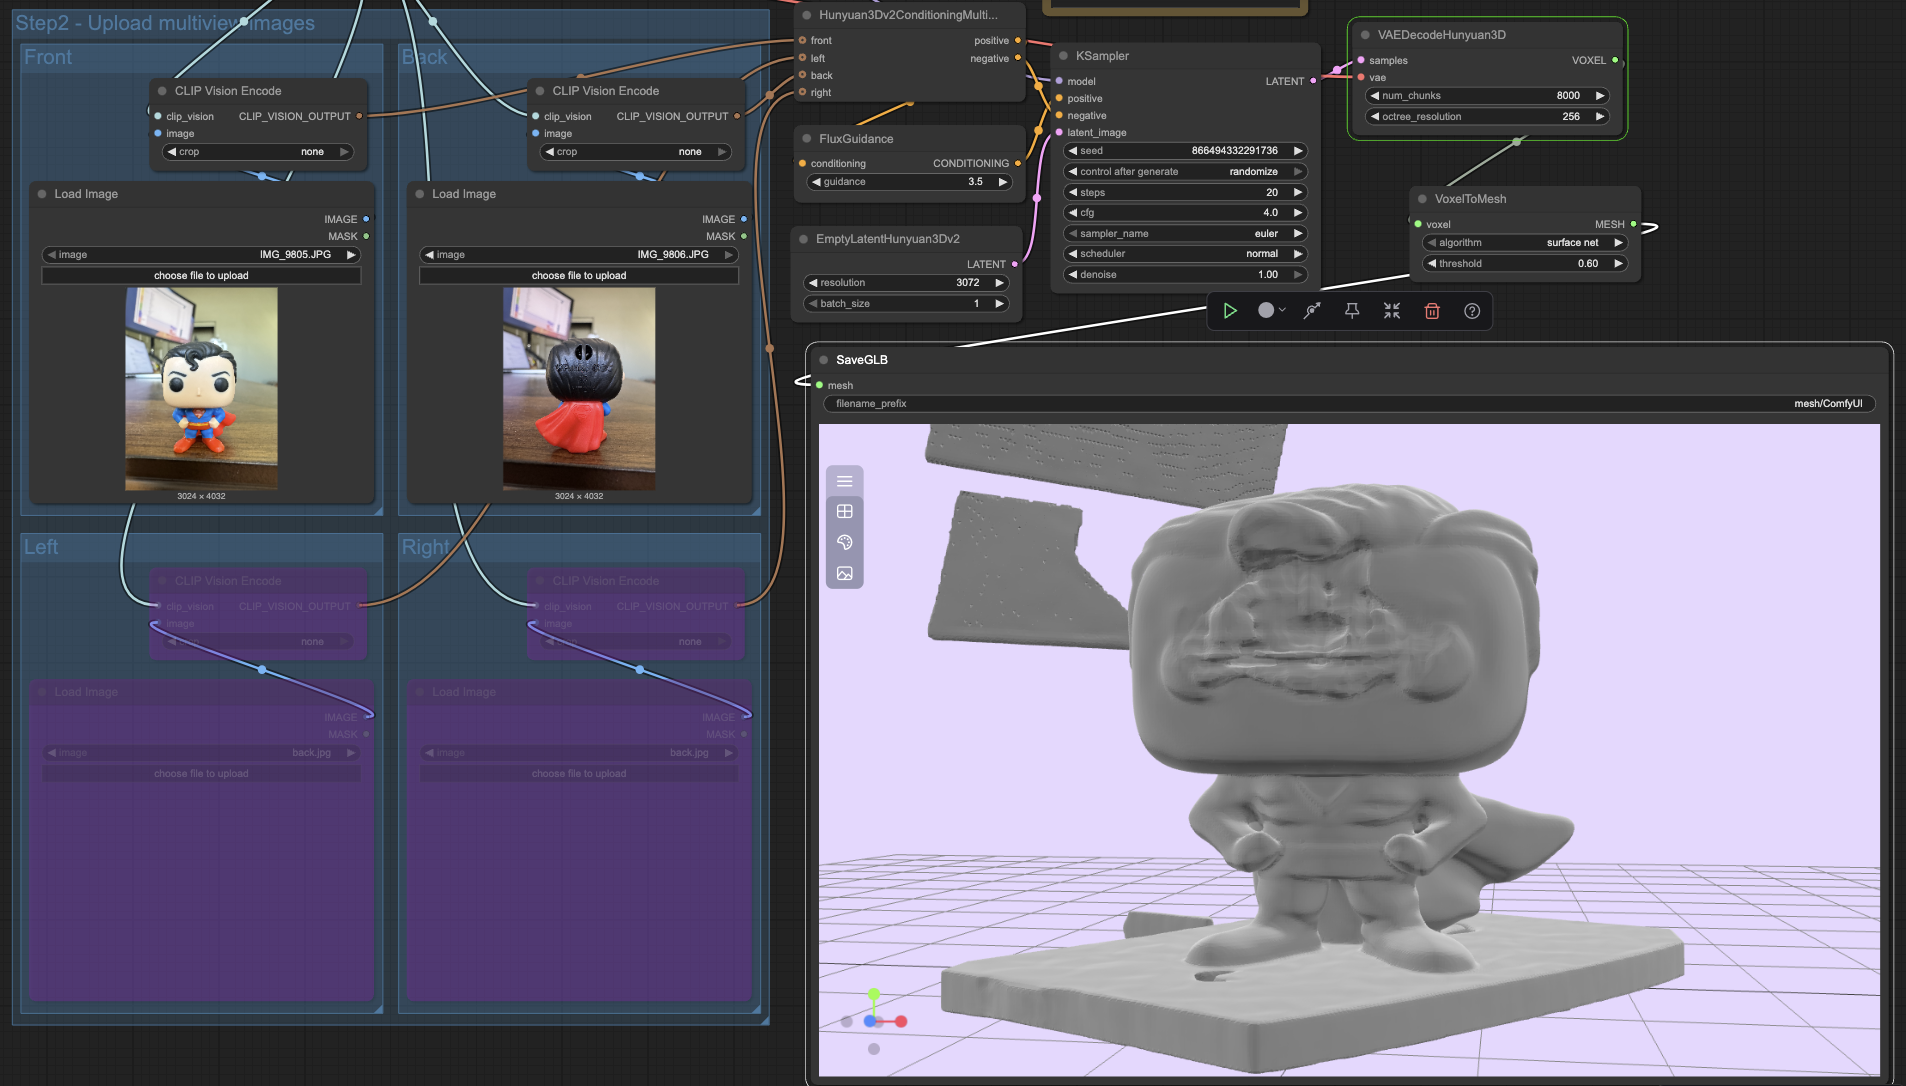 Step2 - Upload multiview images
Front
CLIP Vision Encode
clip_vision CLIP_VISION_OUTPUT
image
crop none
Load Image
IMAGE
MASK
image IMG_9805.JPG
choose file to upload
3024 × 4032
Back
CLIP Vision Encode
clip_vision CLIP_VISION_OUTPUT
image
crop none
Load Image
IMAGE
MASK
image IMG_9806.JPG
choose file to upload
3024 × 4032
Left
CLIP Vision Encode
clip_vision CLIP_VISION_OUTPUT
image
crop none
Load Image
IMAGE
MASK
image back.jpg
choose file to upload
Right
CLIP Vision Encode
clip_vision CLIP_VISION_OUTPUT
image
crop none
Load Image
IMAGE
MASK
image back.jpg
choose file to upload
Hunyuan3Dv2ConditioningMulti...
front positive
left negative
back
right
FluxGuidance
conditioning CONDITIONING
guidance 3.5
EmptyLatentHunyuan3Dv2
LATENT
resolution 3072
batch_size 1
KSampler
model LATENT
positive
negative
latent_image
seed 866494332291736
control after generate randomize
steps 20
cfg 4.0
sampler_name euler
scheduler normal
denoise 1.00
VAEDecodeHunyuan3D
samples VOXEL
vae
num_chunks 8000
octree_resolution 256
VoxelToMesh
voxel MESH
algorithm surface net
threshold 0.60
SaveGLB
mesh
filename_prefix mesh/ComfyUI